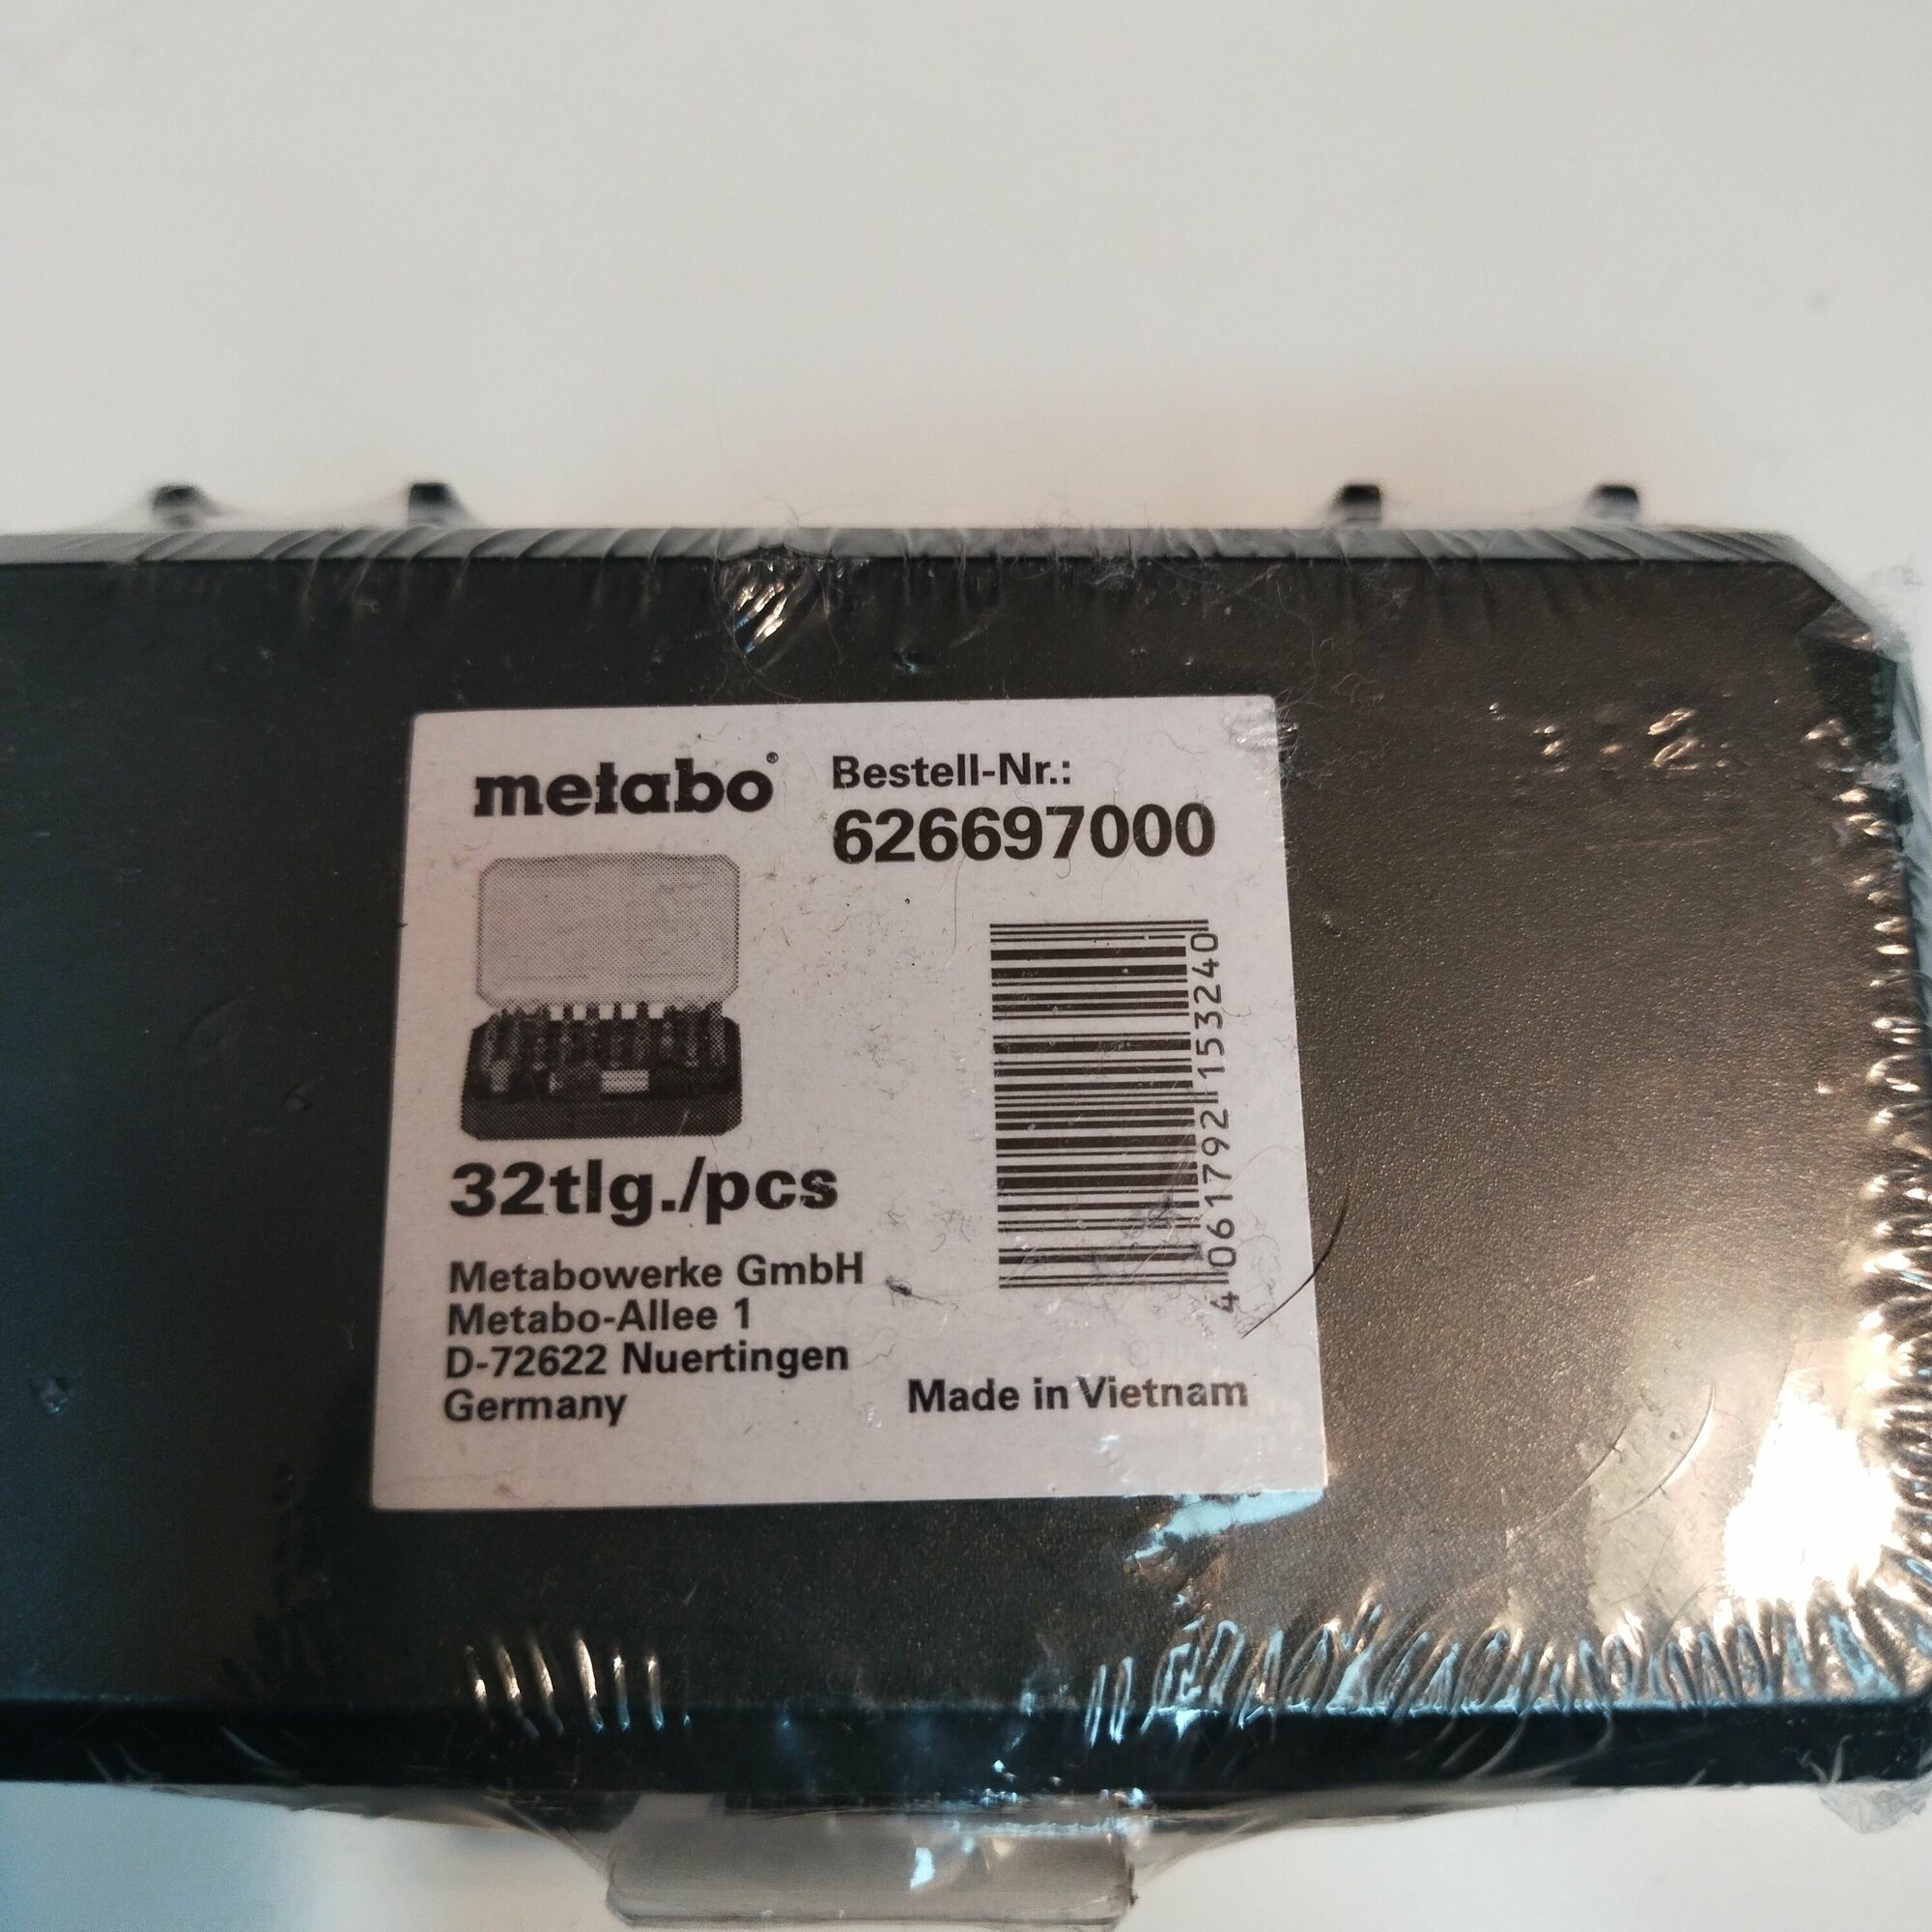 metabo®
Bestell-Nr.:
626697000
32tlg./pcs
4 061792 153240
Metabowerke GmbH
Metabo-Allee 1
D-72622 Nuertingen
Germany
Made in Vietnam